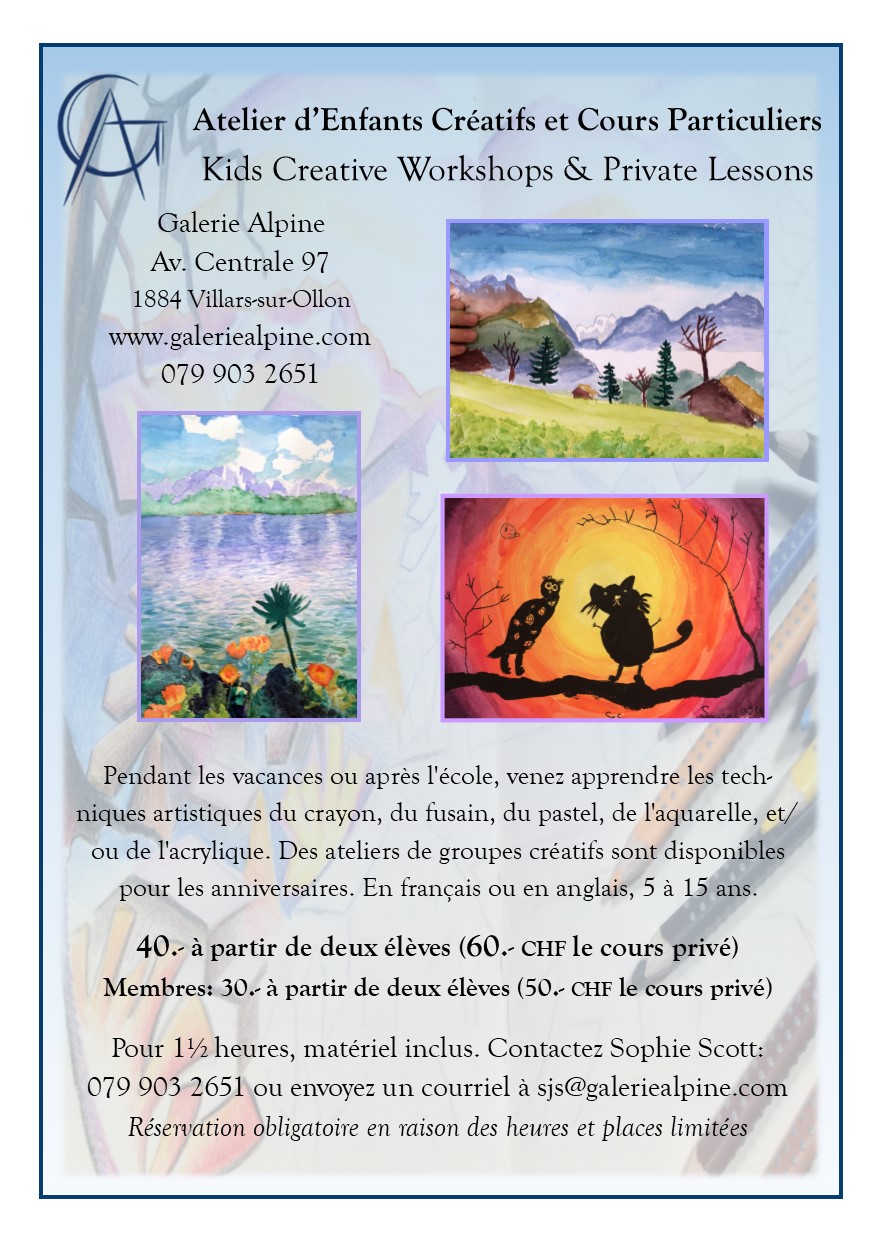 GA
Atelier d'Enfants Créatifs et Cours Particuliers
Kids Creative Workshops & Private Lessons
Galerie Alpine
Av. Centrale 97
1884 Villars-sur-Ollon
www.galeriealpine.com
079 903 2651
Pendant les vacances ou après l'école, venez apprendre les tech-
niques artistiques du crayon, du fusain, du pastel, de l'aquarelle, et/
ou de l'acrylique. Des ateliers de groupes créatifs sont disponibles
pour les anniversaires. En français ou en anglais, 5 à 15 ans.
40.- à partir de deux élèves (60.- CHF le cours privé)
Membres: 30.- à partir de deux élèves (50.- CHF le cours privé)
Pour 1½ heures, matériel inclus. Contactez Sophie Scott:
079 903 2651 ou envoyez un courriel à sjs@galeriealpine.com
Réservation obligatoire en raison des heures et places limitées